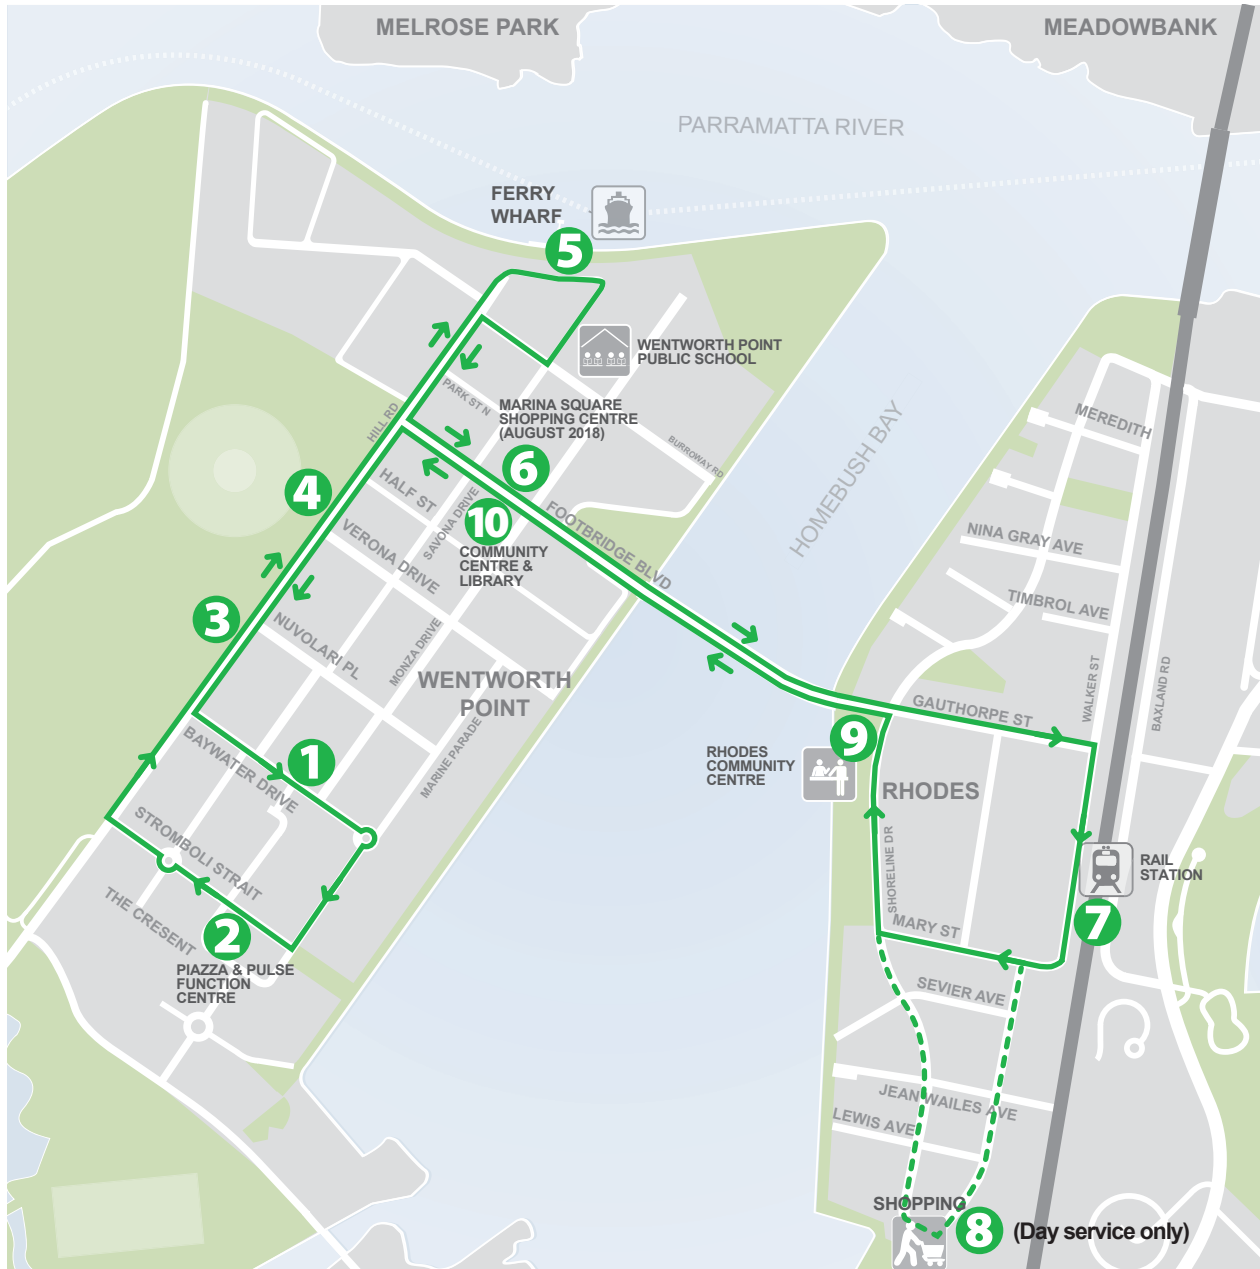 MELROSE PARK
MEADOWBANK
PARRAMATTA RIVER
FERRY
WHARF
5
WENTWORTH POINT
PUBLIC SCHOOL
PARK ST N
MARINA SQUARE
SHOPPING CENTRE
(AUGUST 2018)
HILL RD
BURROWAY RD
HOMEBUSH BAY
MEREDITH
6
4
HALF ST
SAVONA DRIVE
10
FOOTBRIDGE BLVD
COMMUNITY
CENTRE &
LIBRARY
VERONA DRIVE
NINA GRAY AVE
TIMBROL AVE
3
NUVOLARI PL
MONZA DRIVE
WENTWORTH
POINT
WALKER ST
BAXLAND RD
GAUTHORPE ST
MARINE PARADE
1
BAYWATER DRIVE
9
RHODES
COMMUNITY
CENTRE
RHODES
STROMBOLI STRAIT
SHORELINE DR
RAIL
STATION
THE CRESENT
2
7
MARY ST
PIAZZA & PULSE
FUNCTION
CENTRE
SEVIER AVE
JEAN WAILES AVE
LEWIS AVE
SHOPPING
8
(Day service only)